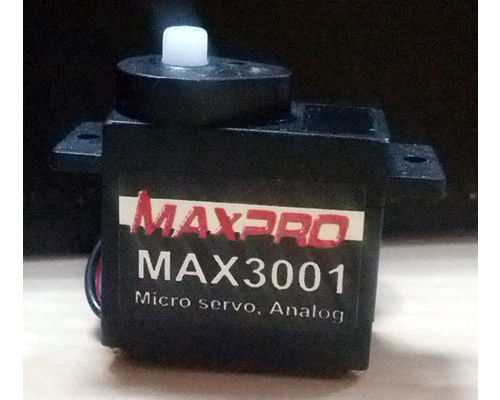 MAXPRO
MAX3001
Micro servo, Analog